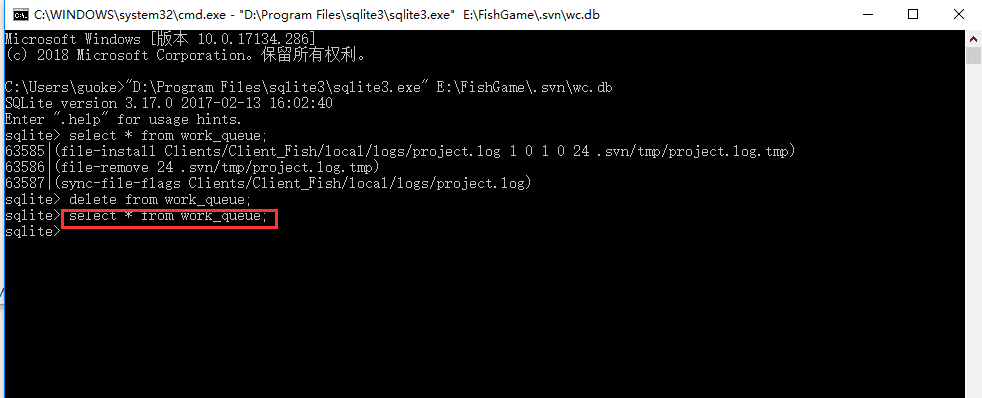 C:\WINDOWS\system32\cmd.exe - "D:\Program Files\sqlite3\sqlite3.exe" E:\FishGame\.svn\wc.db
Microsoft Windows [版本 10.0.17134.286]
(c) 2018 Microsoft Corporation。保留所有权利。
C:\Users\guoke>"D:\Program Files\sqlite3\sqlite3.exe" E:\FishGame\.svn\wc.db
SQLite version 3.17.0 2017-02-13 16:02:40
Enter ".help" for usage hints.
sqlite> select * from work_queue;
63585|(file-install Clients/Client_Fish/local/logs/project.log 1 0 1 0 24 .svn/tmp/project.log.tmp)
63586|(file-remove 24 .svn/tmp/project.log.tmp)
63587|(sync-file-flags Clients/Client_Fish/local/logs/project.log)
sqlite> delete from work_queue;
sqlite> select * from work_queue;
sqlite>